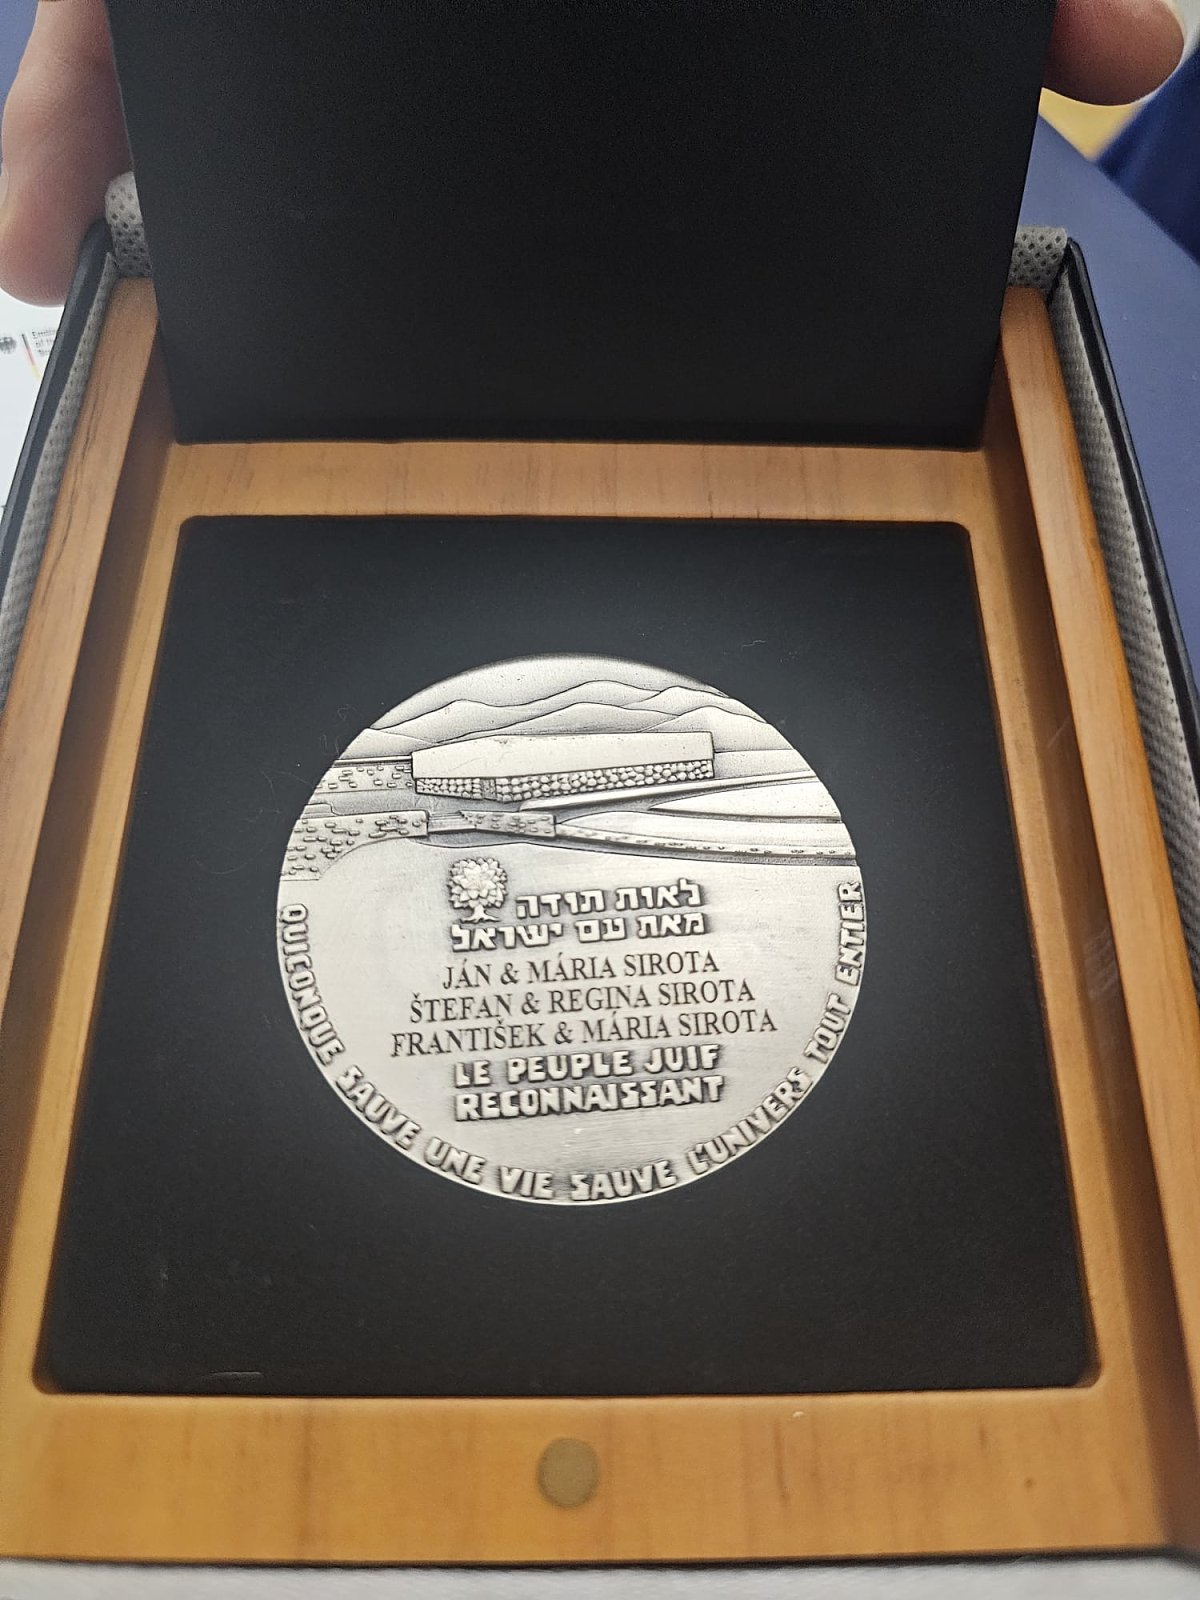 לאות תודה
מאת עם ישראל
JÁN & MÁRIA SIROTA
ŠTEFAN & REGINA SIROTA
FRANTIŠEK & MÁRIA SIROTA
LE PEUPLE JUIF
RECONNAISSANT
QUICONQUE SAUVE UNE VIE SAUVE L'UNIVERS TOUT ENTIER